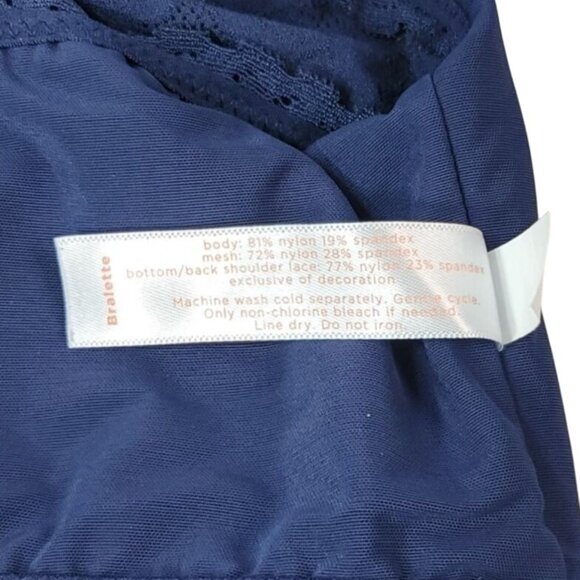 Bralette
body: 81% nylon 19% spandex
mesh: 72% nylon 28% spandex
bottom/back shoulder lace: 77% nylon 23% spandex
exclusive of decoration.
Machine wash cold separately. Gentle cycle.
Only non-chlorine bleach if needed.
Line dry. Do not iron.